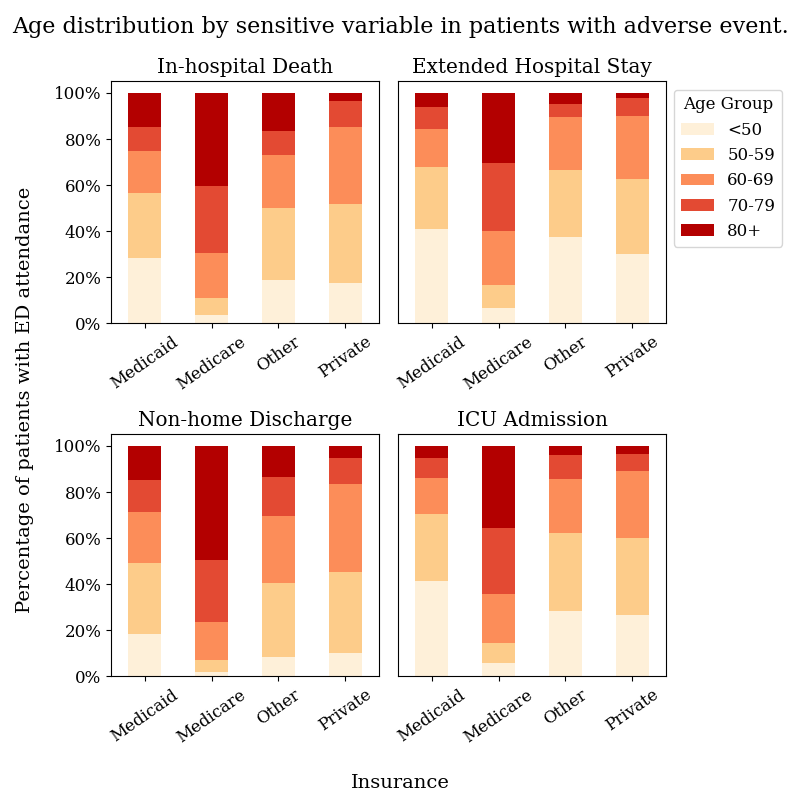 Age distribution by sensitive variable in patients with adverse event.
In-hospital Death
Extended Hospital Stay
Age Group
<50
50-59
60-69
70-79
80+
100%
80%
60%
40%
20%
0%
Medicaid
Medicare
Other
Private
Medicaid
Medicare
Other
Private
Percentage of patients with ED attendance
Non-home Discharge
ICU Admission
100%
80%
60%
40%
20%
0%
Medicaid
Medicare
Other
Private
Medicaid
Medicare
Other
Private
Insurance